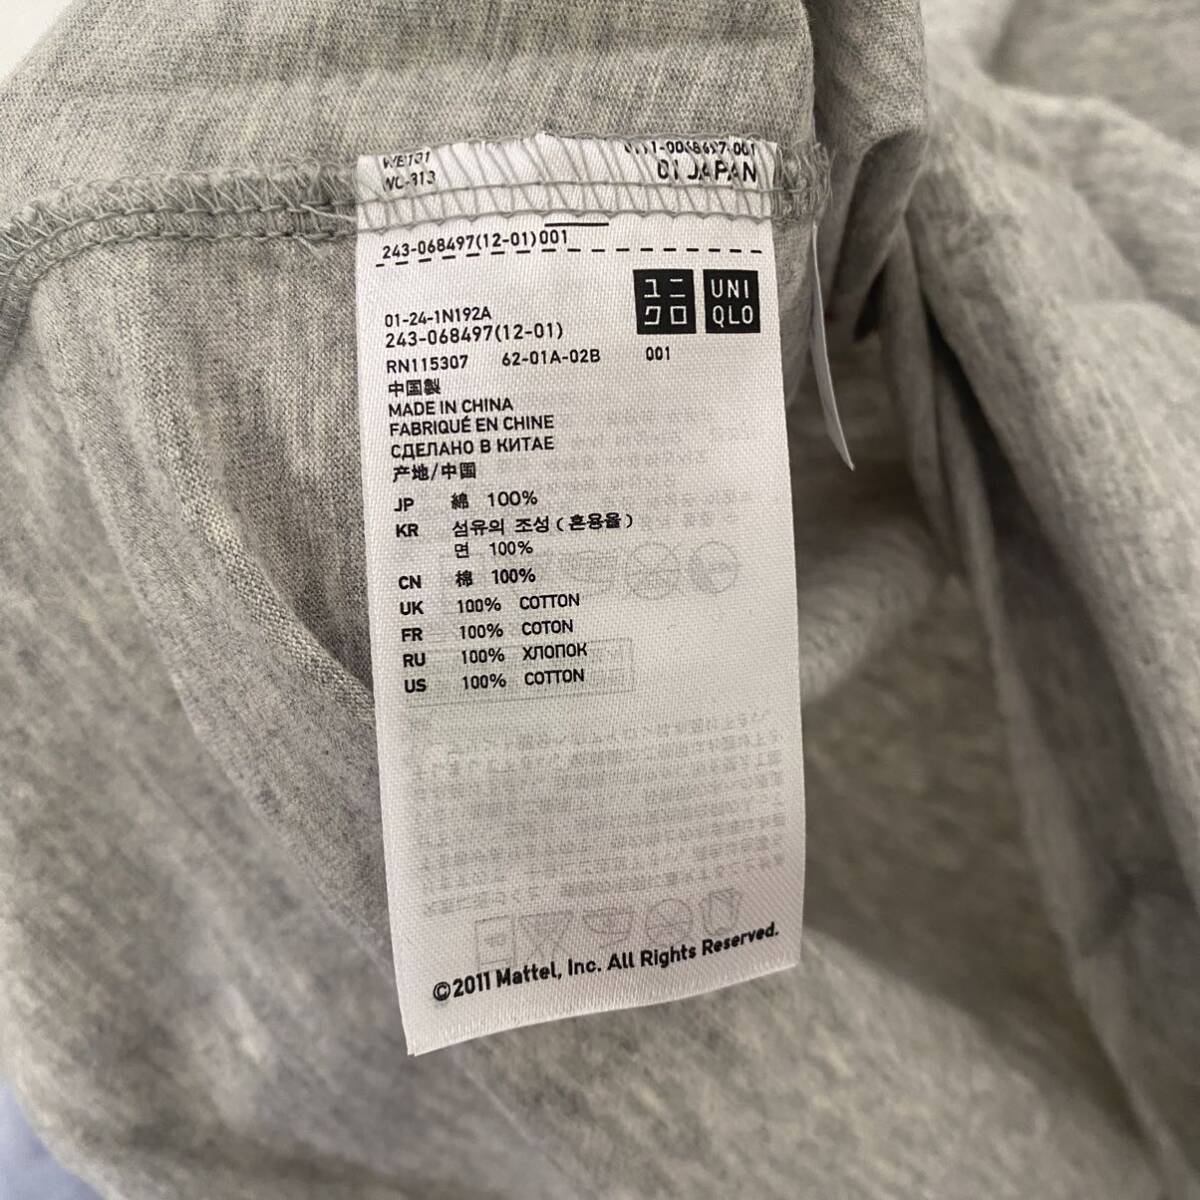 WE101
WC-313
01 JAPAN
243-068497(12-01)001
ユニクロ
UNIQLO
01-24-1N192A
243-068497(12-01)
RN115307 62-01A-02B 001
中国製
MADE IN CHINA
FABRIQUÉ EN CHINE
СДЕЛАНО В КИТАЕ
产地/中国
JP 綿 100%
KR 섬유의 조성(혼용율)
면 100%
CN 棉 100%
UK 100% COTTON
FR 100% COTON
RU 100% ХЛОПОК
US 100% COTTON
©2011 Mattel, Inc. All Rights Reserved.